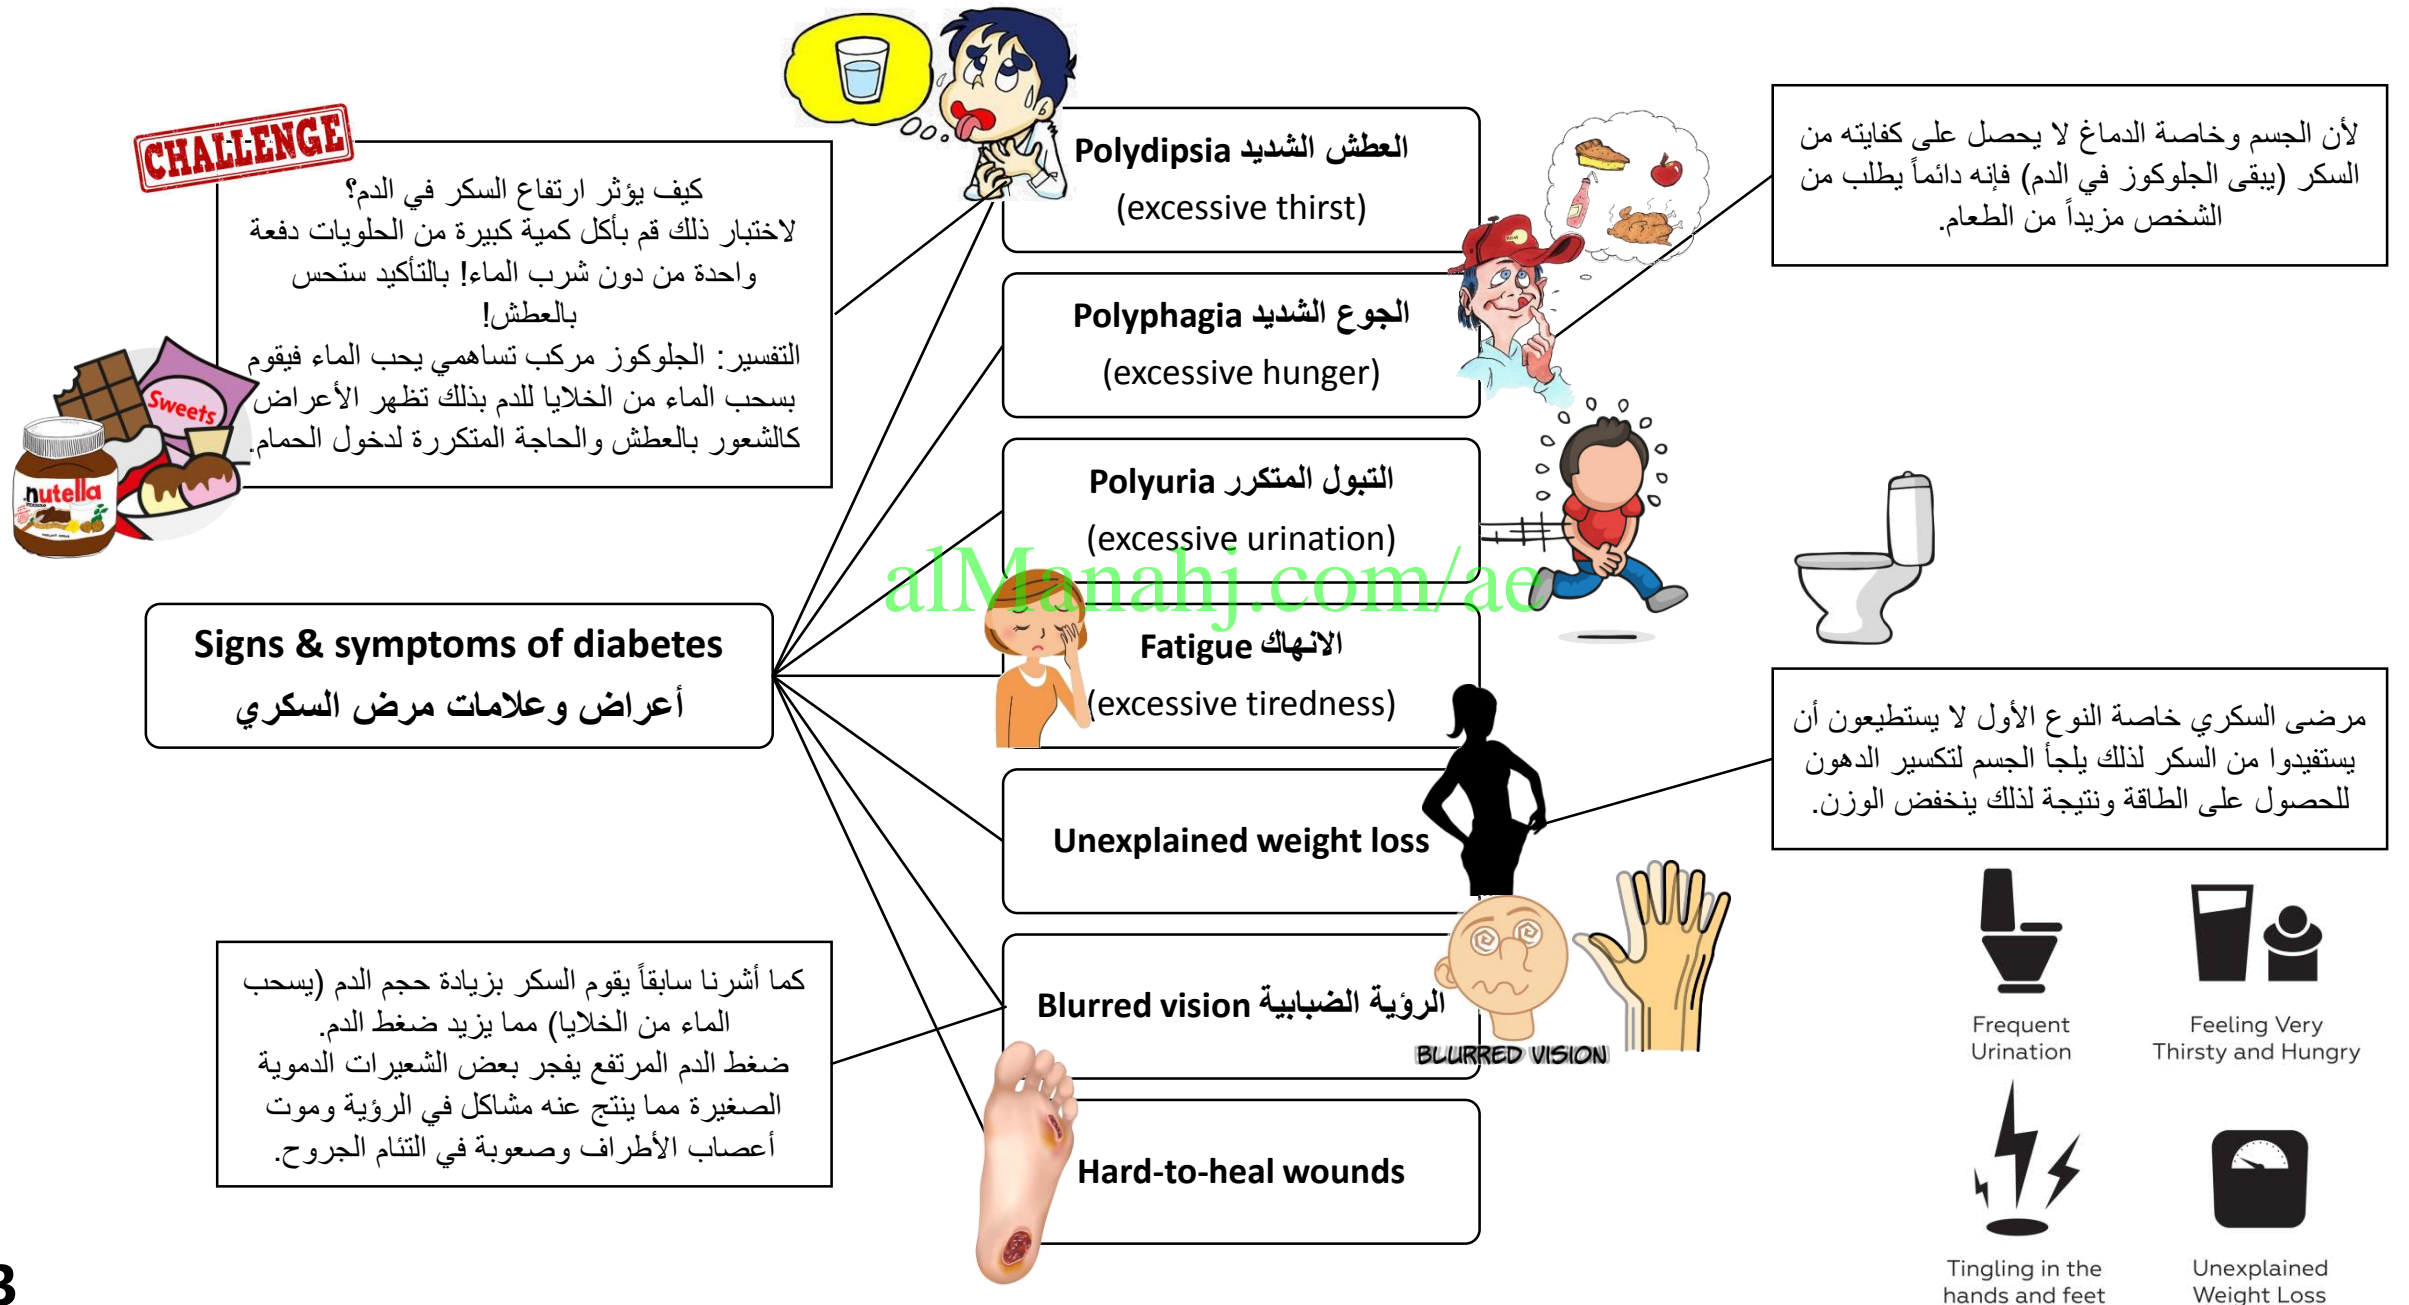 CHALLENGE
كيف يؤثر ارتفاع السكر في الدم؟
لاختبار ذلك قم بأكل كمية كبيرة من الحلويات دفعة
واحدة من دون شرب الماء! بالتأكيد ستحس
بالعطش!
التفسير: الجلوكوز مركب تساهمي يحب الماء فيقوم
بسحب الماء من الخلايا للدم بذلك تظهر الأعراض
كالشعور بالعطش والحاجة المتكررة لدخول الحمام.
Sweets
nutella
Signs & symptoms of diabetes
أعراض وعلامات مرض السكري
كما أشرنا سابقاً يقوم السكر بزيادة حجم الدم (يسحب
الماء من الخلايا) مما يزيد ضغط الدم.
ضغط الدم المرتفع يفجر بعض الشعيرات الدموية
الصغيرة مما ينتج عنه مشاكل في الرؤية وموت
أعصاب الأطراف وصعوبة في التئام الجروح.
Polydipsia العطش الشديد
(excessive thirst)
Polyphagia الجوع الشديد
(excessive hunger)
Polyuria التبول المتكرر
(excessive urination)
alManahj.com/ae
Fatigue الانهاك
(excessive tiredness)
Unexplained weight loss
Blurred vision الرؤية الضبابية
BLURRED VISION
Hard-to-heal wounds
لأن الجسم وخاصة الدماغ لا يحصل على كفايته من
السكر (يبقى الجلوكوز في الدم) فإنه دائماً يطلب من
الشخص مزيداً من الطعام.
مرضى السكري خاصة النوع الأول لا يستطيعون أن
يستفيدوا من السكر لذلك يلجأ الجسم لتكسير الدهون
للحصول على الطاقة ونتيجة لذلك ينخفض الوزن.
Frequent
Urination
Feeling Very
Thirsty and Hungry
Tingling in the
hands and feet
Unexplained
Weight Loss